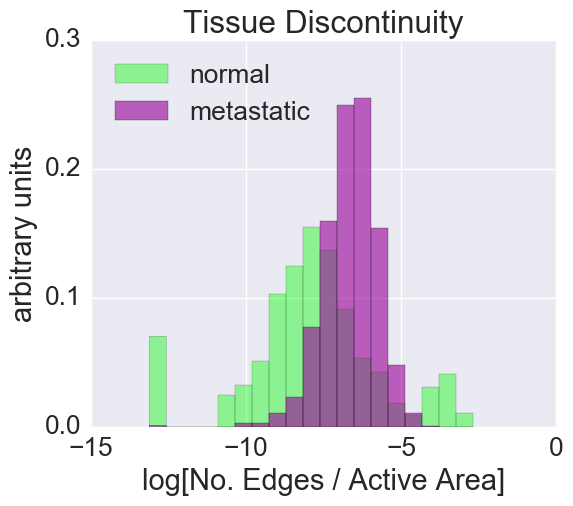 Tissue Discontinuity
0.3
normal
metastatic
0.2
arbitrary units
0.1
0.0
−15 −10 −5 0
log[No. Edges / Active Area]